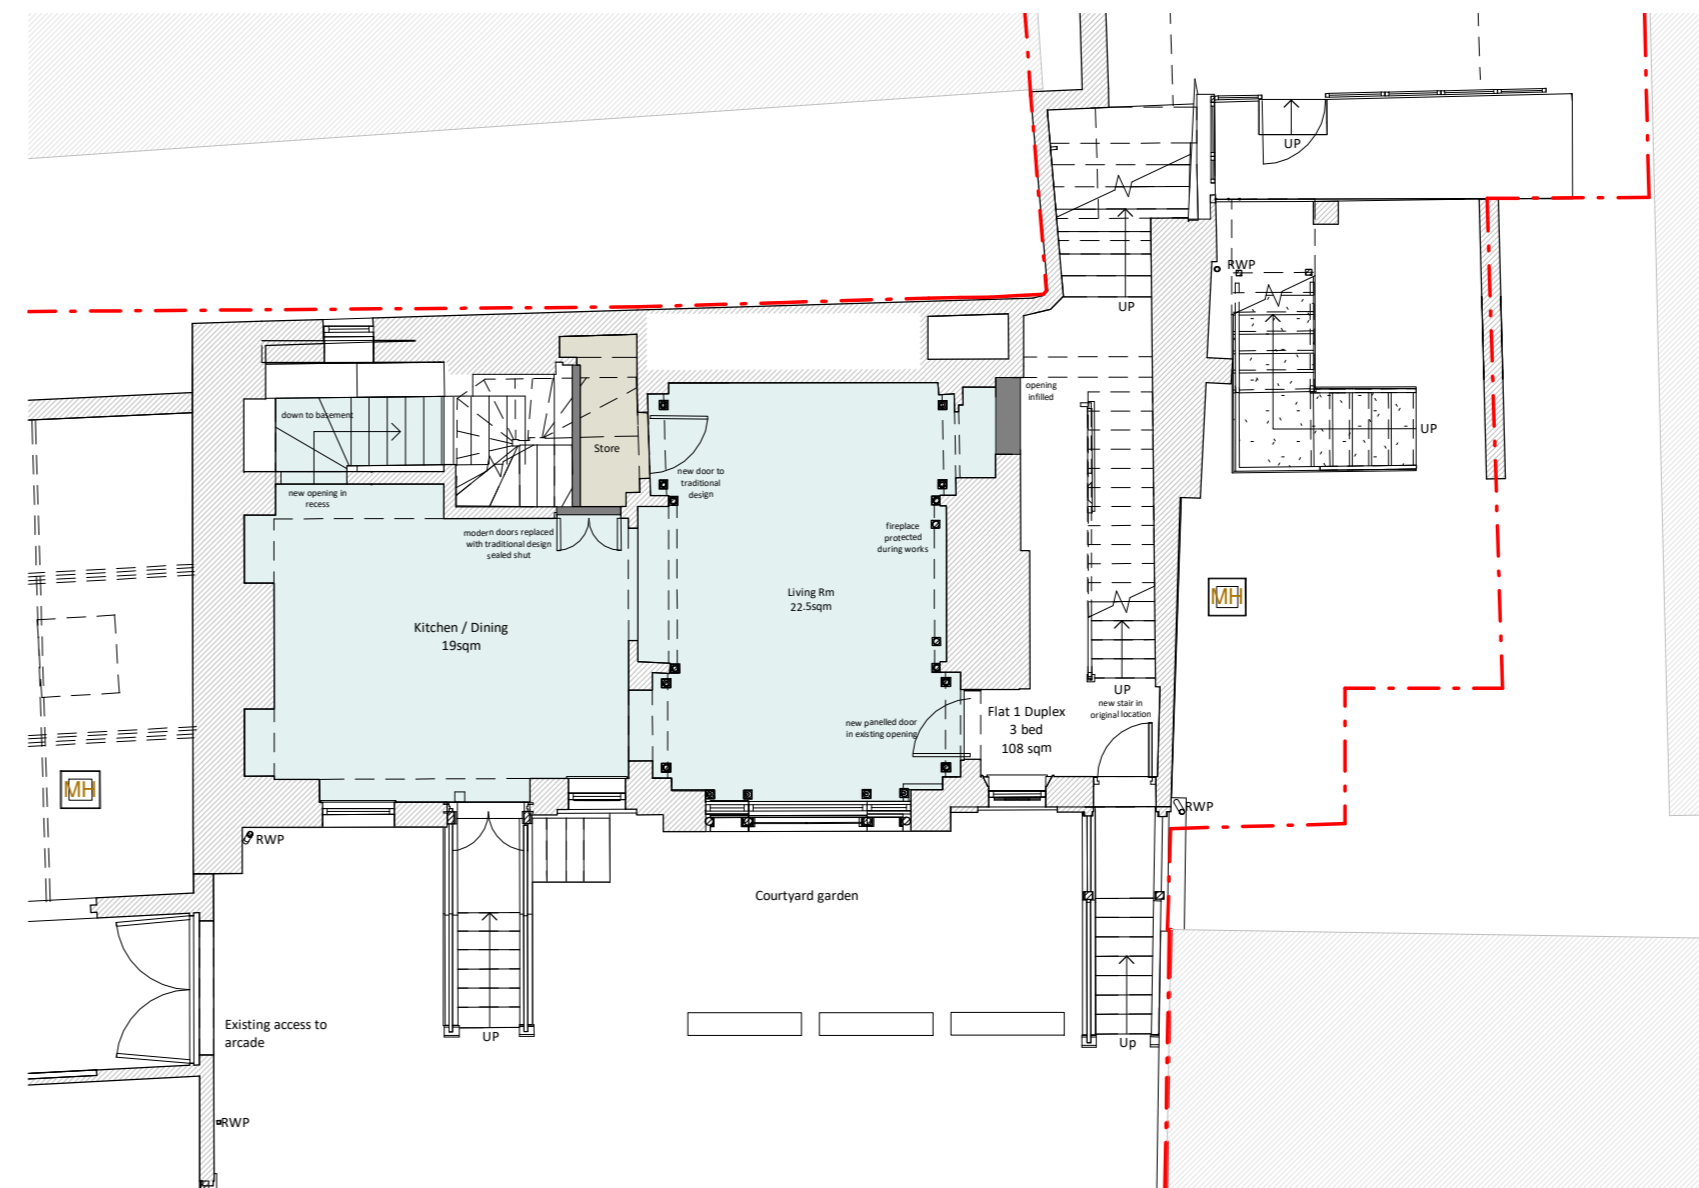 UP
RWP
UP
opening
infilled
down to basement
UP
Store
new door to
traditional
design
new opening in
recess
modern doors replaced
with traditional design
sealed shut
fireplace
protected
during works
Living Rm
22.5sqm
MH
Kitchen / Dining
19sqm
UP
new stair in
original location
Flat 1 Duplex
3 bed
108 sqm
new panelled door
in existing opening
MH
RWP
RWP
Courtyard garden
Existing access to
arcade
UP
Up
RWP